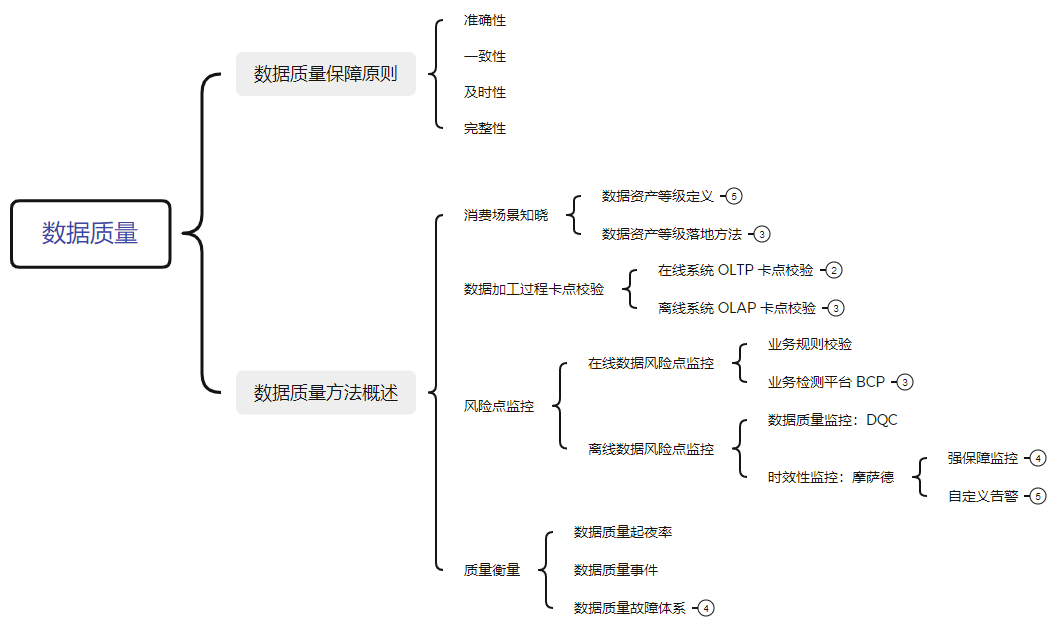 数据质量
数据质量保障原则
准确性
一致性
及时性
完整性
数据质量方法概述
消费场景知晓
数据资产等级定义 5
数据资产等级落地方法 3
数据加工过程卡点校验
在线系统 OLTP 卡点校验 2
离线系统 OLAP 卡点校验 3
风险点监控
在线数据风险点监控
业务规则校验
业务检测平台 BCP 3
离线数据风险点监控
数据质量监控：DQC
时效性监控：摩萨德
强保障监控 4
自定义告警 5
质量衡量
数据质量起夜率
数据质量事件
数据质量故障体系 4